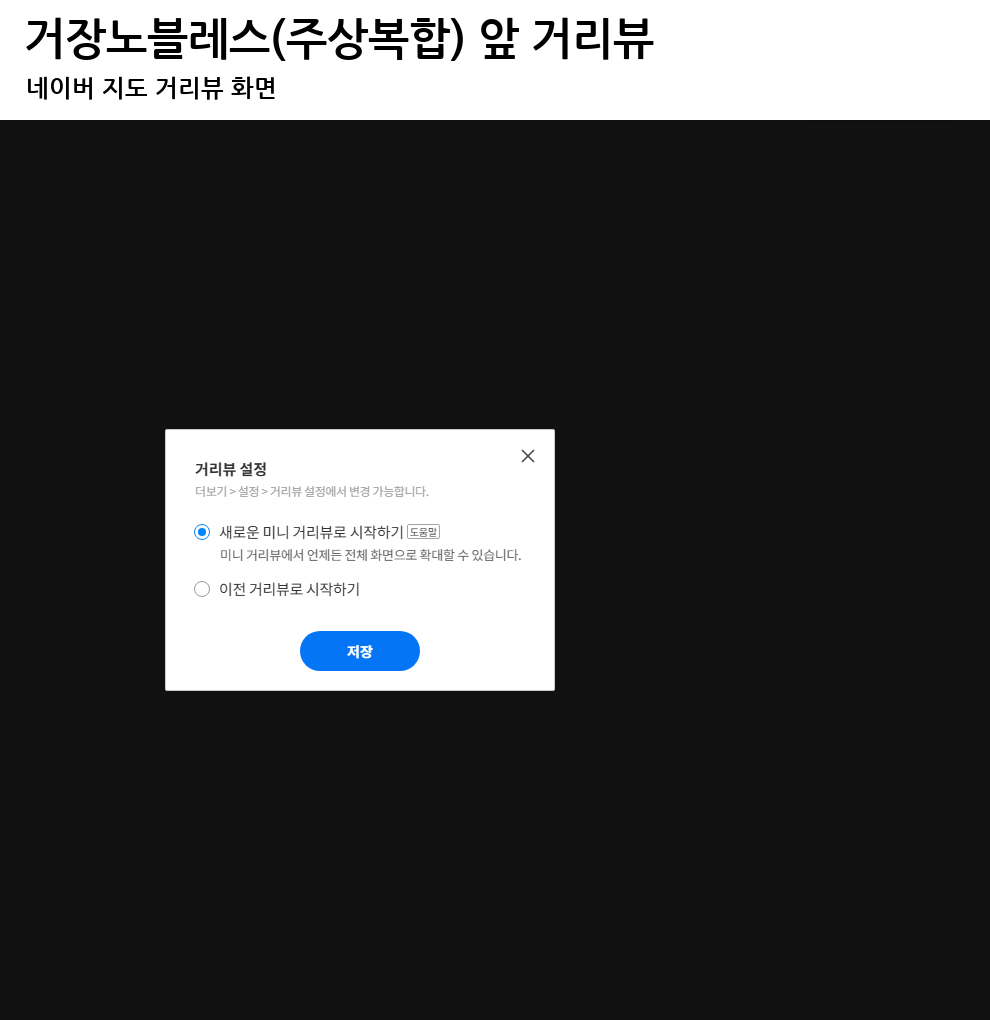 거장노블레스(주상복합) 앞 거리뷰
네이버 지도 거리뷰 화면
거리뷰 설정
더보기 > 설정 > 거리뷰 설정에서 변경 가능합니다.
새로운 미니 거리뷰로 시작하기 도움말
미니 거리뷰에서 언제든 전체 화면으로 확대할 수 있습니다.
이전 거리뷰로 시작하기
저장